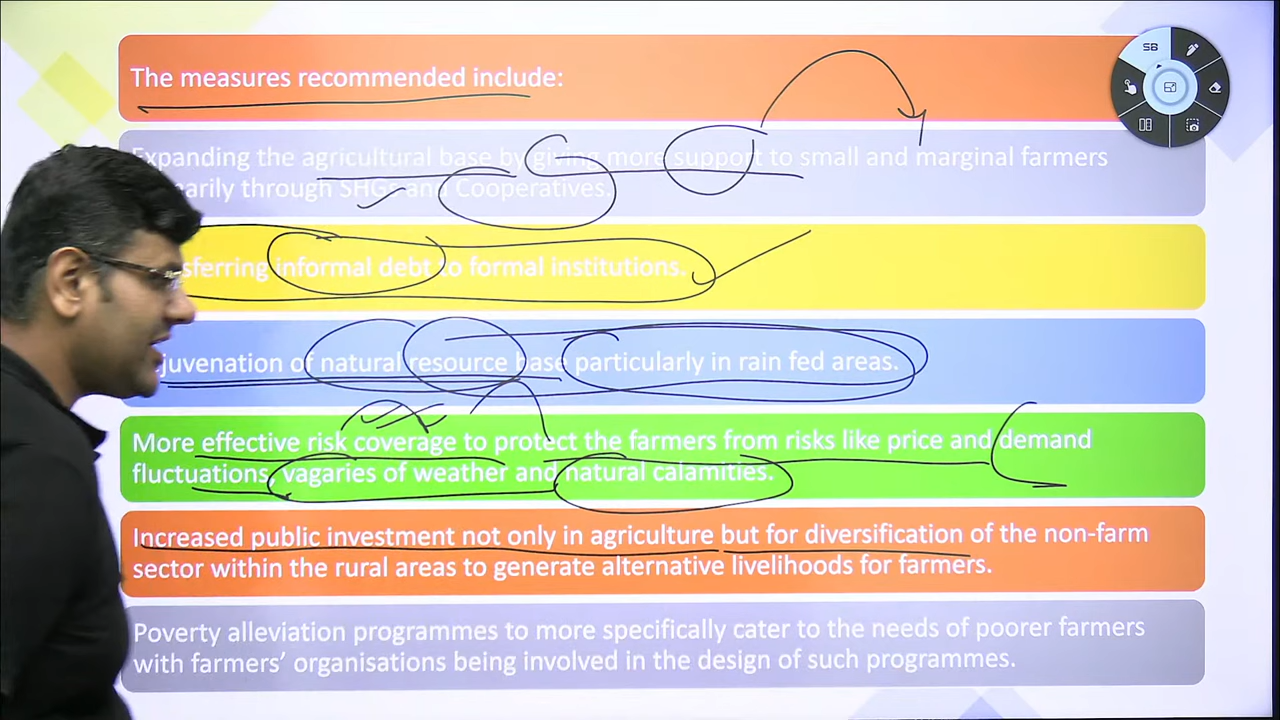 The measures recommended include:
SB
Expanding the agricultural base by giving more support to small and marginal farmers
through SHGs and Cooperatives.
informal debt to formal institutions.
natural resource base particularly in rain fed areas.
More effective risk coverage to protect the farmers from risks like price and demand
fluctuations, vagaries of weather and natural calamities.
Increased public investment not only in agriculture but for diversification of the non-farm
sector within the rural areas to generate alternative livelihoods for farmers.
Poverty alleviation programmes to more specifically cater to the needs of poorer farmers
with farmers' organisations being involved in the design of such programmes.